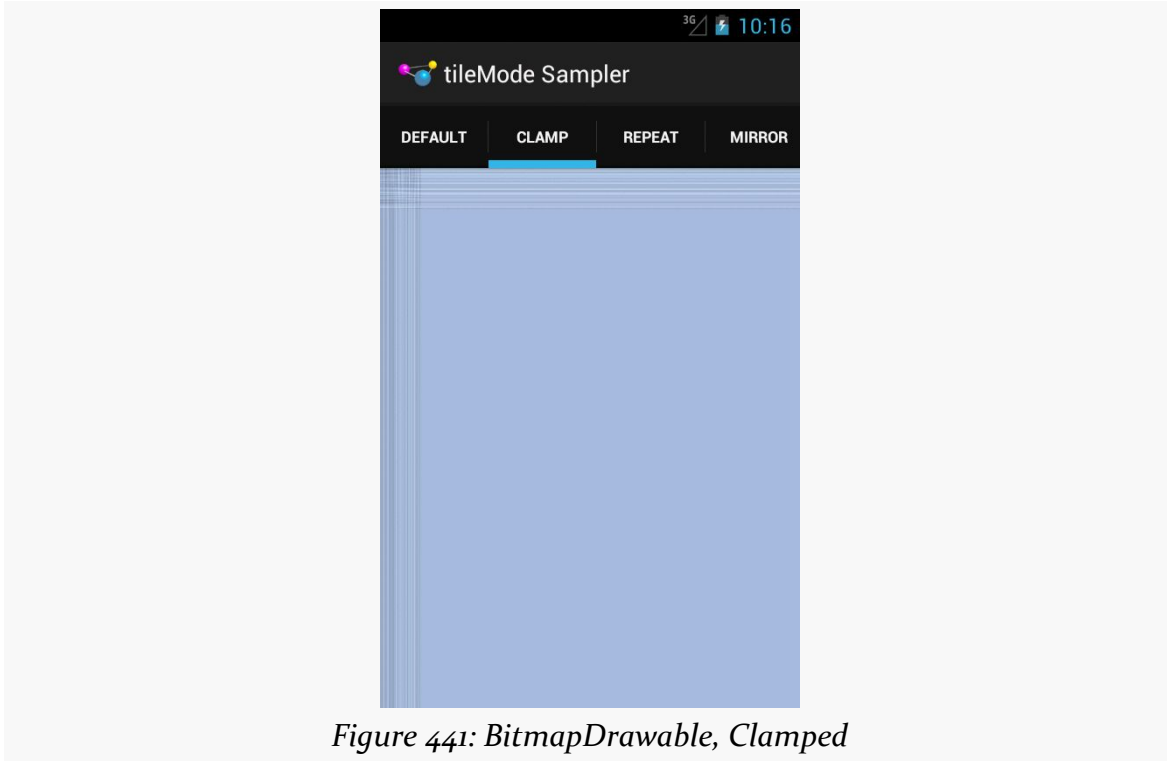 3G 10:16
tileMode Sampler
DEFAULT CLAMP REPEAT MIRROR
Figure 441: BitmapDrawable, Clamped